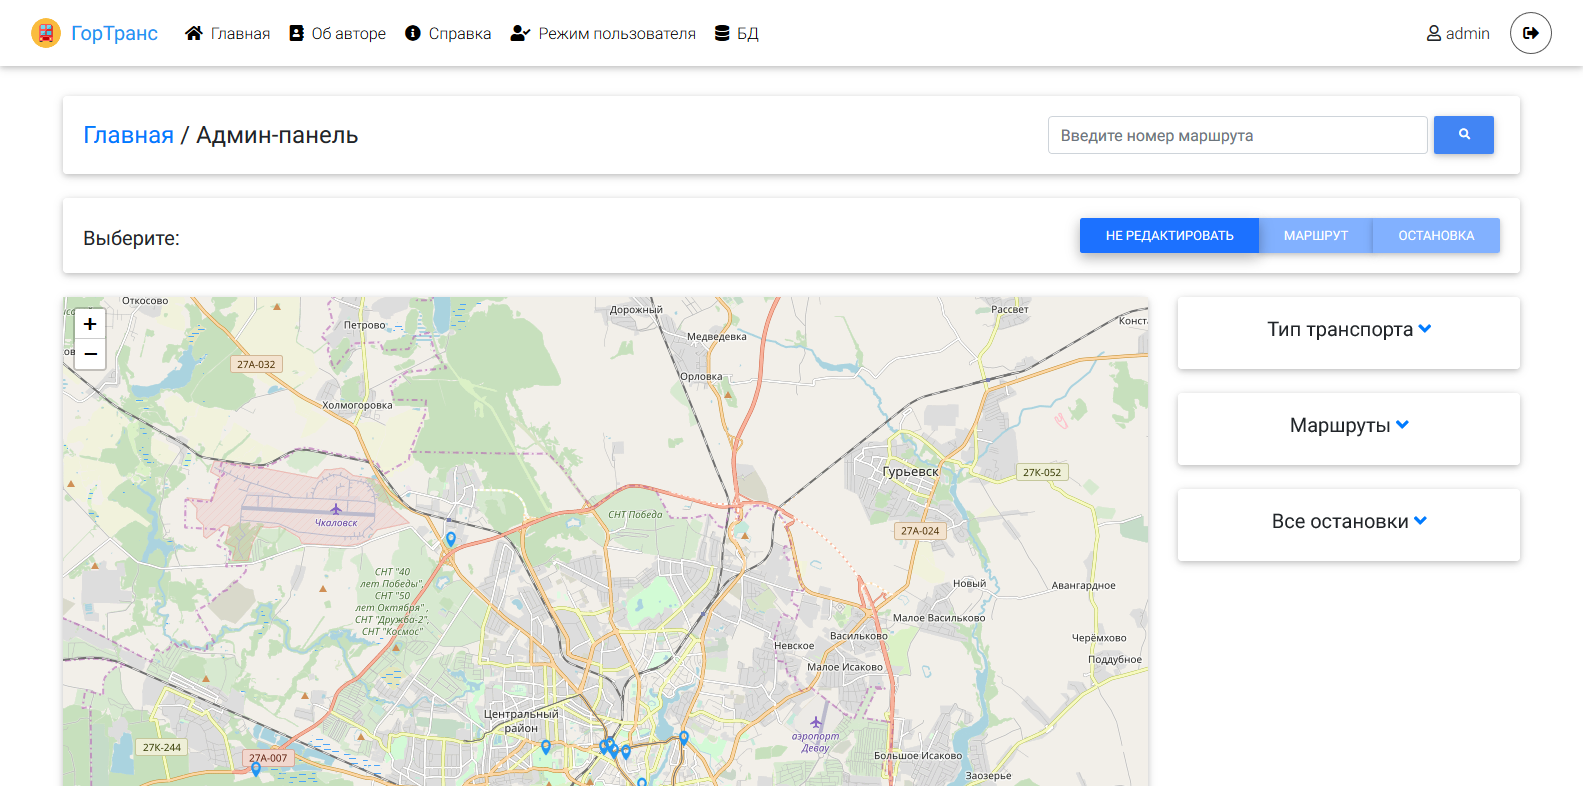 ГорТранс
Главная
Об авторе
Справка
Режим пользователя
БД
admin
Главная / Админ-панель
Введите номер маршрута
Выберите:
НЕ РЕДАКТИРОВАТЬ
МАРШРУТ
ОСТАНОВКА
+
−
Откосово
Петрово
27А-032
Холмогоровка
Дорожный
Медведевка
Орловка
Рассвет
Конст
Гурьевск
27К-052
27А-024
Чкаловск
СНТ Победа
СНТ "40
лет Победы",
СНТ "50
лет Октября" ,
СНТ "Дружба-2",
СНТ "Космос"
Новый
Авангардное
Малое Васильково
Васильково
Невское
Малое Исаково
Черёмхово
Поддубное
Центральный
район
аэропорт
Девау
27К-244
27А-007
Большое Исаково
Заозерье
Тип транспорта
Маршруты
Все остановки